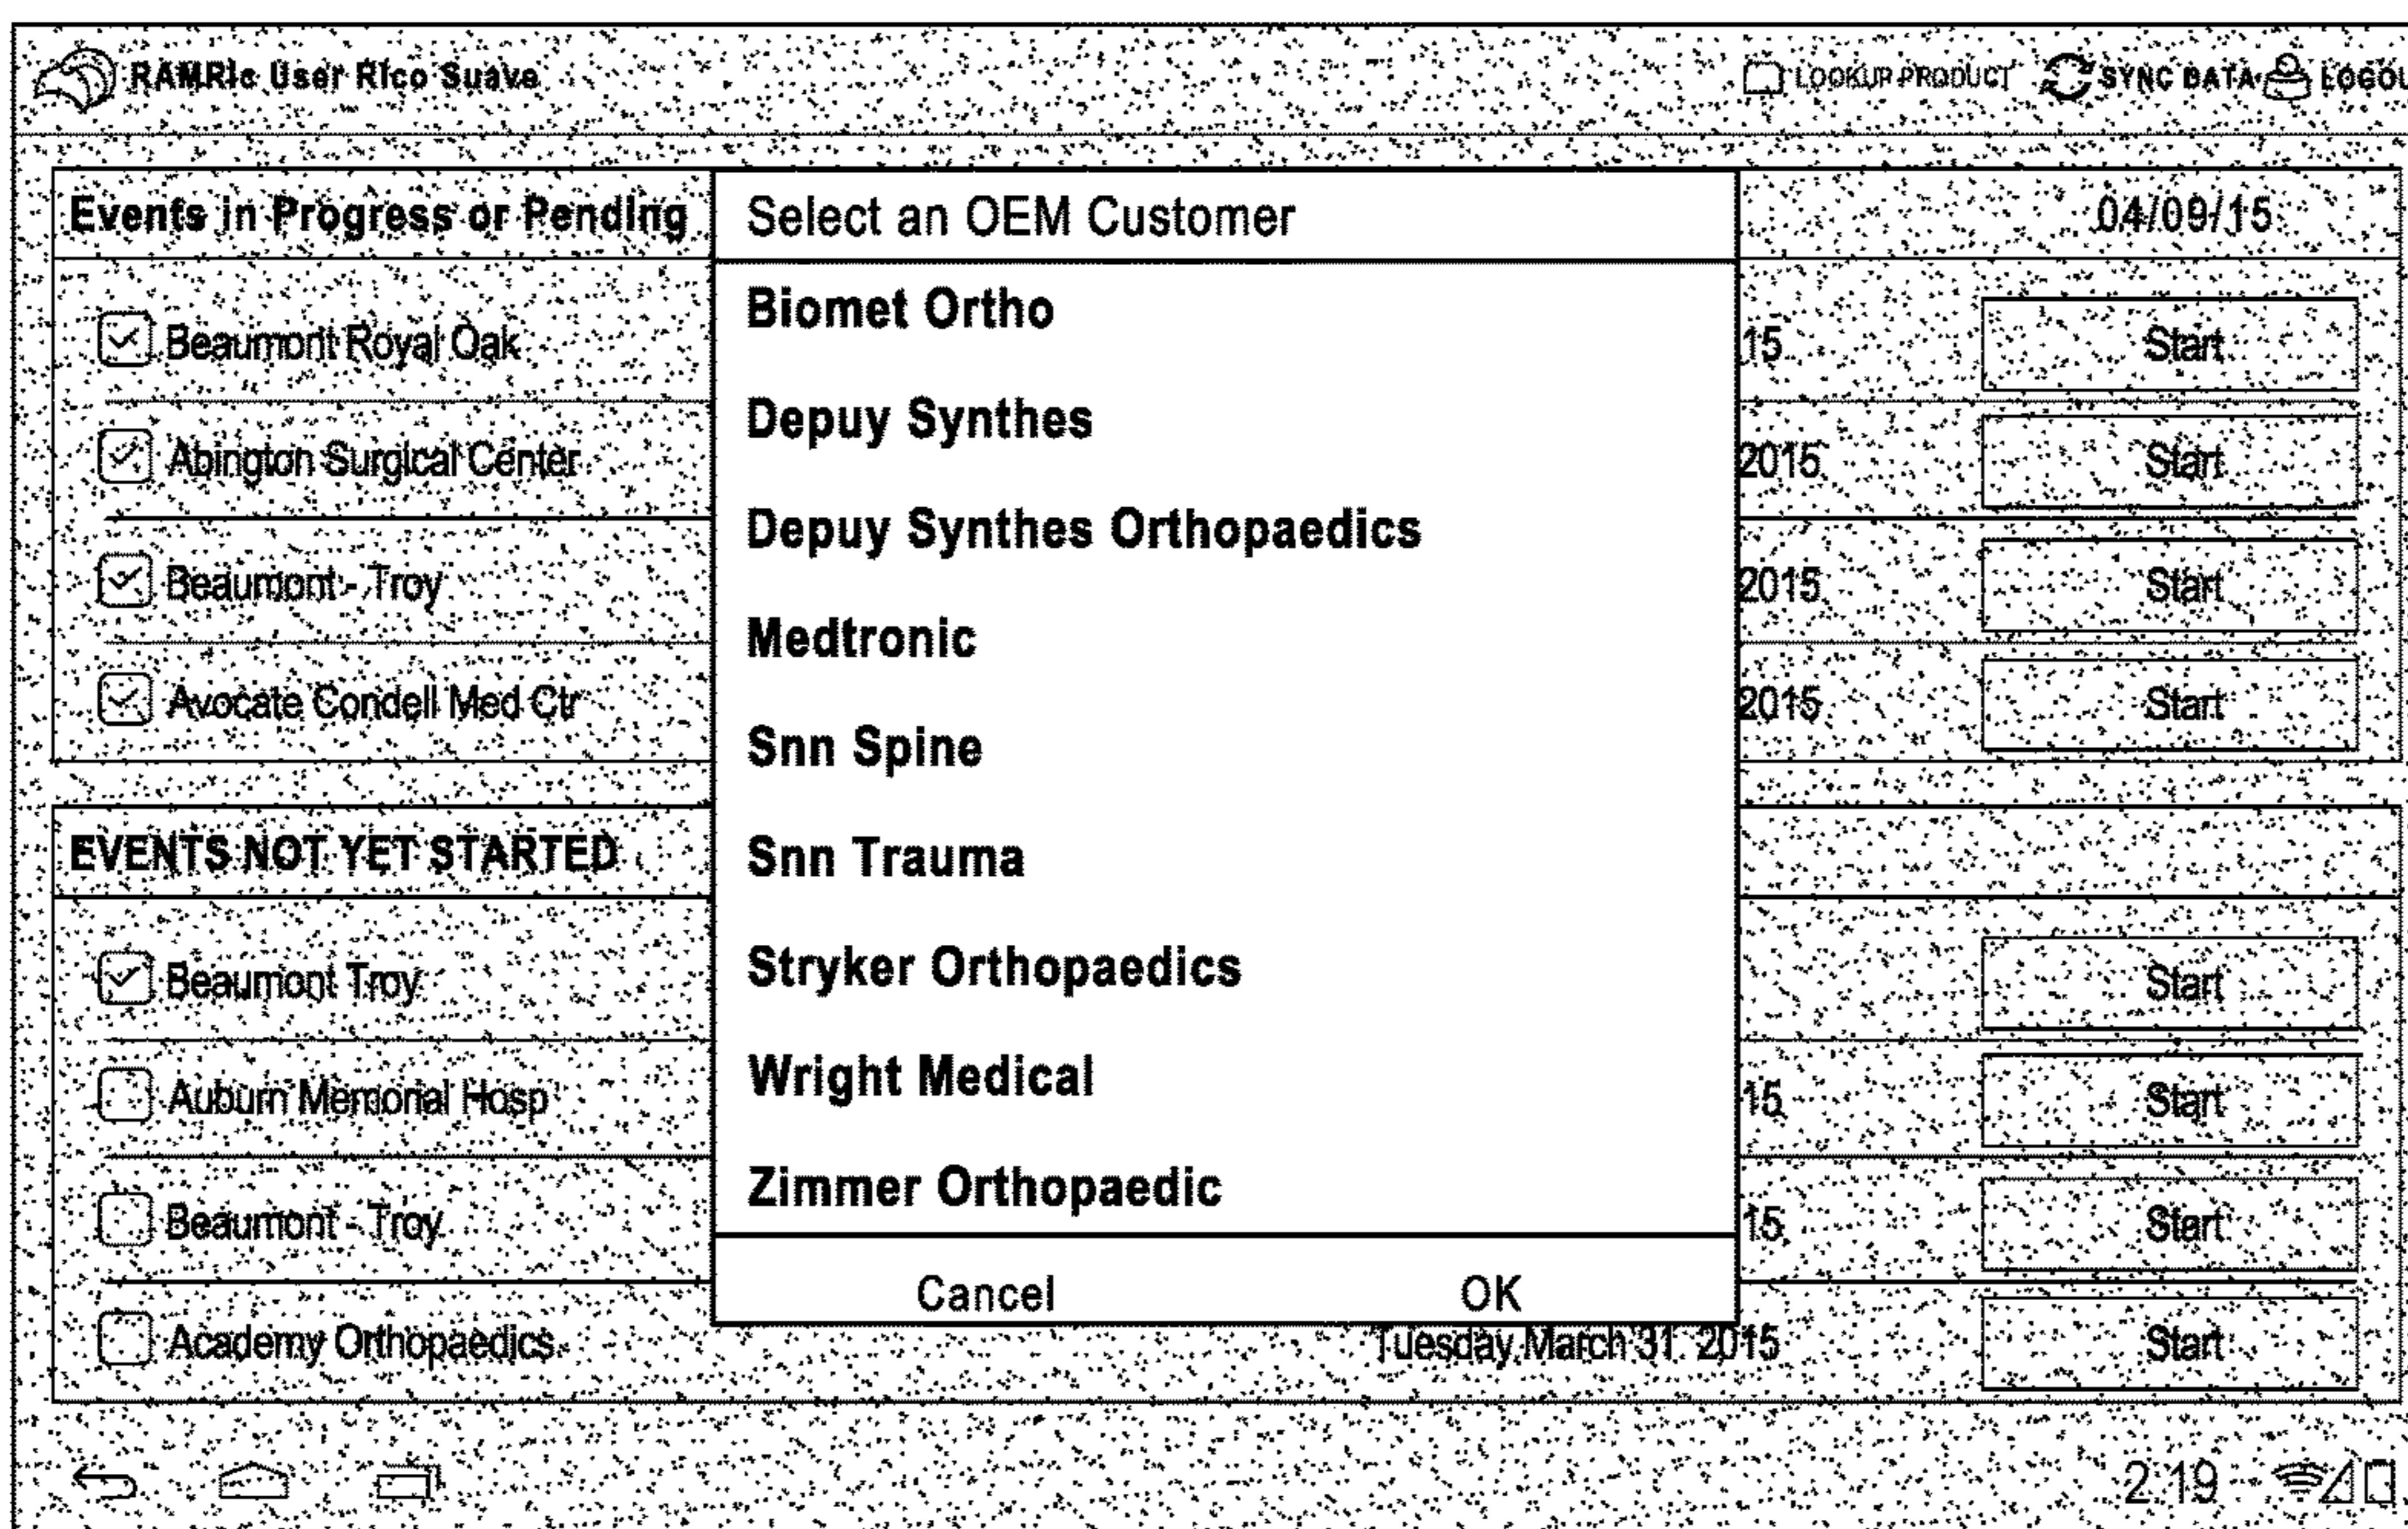 RAMRIc User Rico Suave LOOKUP PRODUCT SYNC DATA LOGOU
Events in Progress or Pending
04/09/15
Beaumont Royal Oak 15 Start
Abington Surgical Center 2015 Start
Beaumont - Troy 2015 Start
Avocate Condell Med Ctr 2015 Start
EVENTS NOT YET STARTED
Beaumont Troy Start
Auburn Memorial Hosp 15 Start
Beaumont - Troy 15 Start
Academy Orthopaedics Tuesday, March 31. 2015 Start
Select an OEM Customer
Biomet Ortho
Depuy Synthes
Depuy Synthes Orthopaedics
Medtronic
Snn Spine
Snn Trauma
Stryker Orthopaedics
Wright Medical
Zimmer Orthopaedic
Cancel OK
2:19